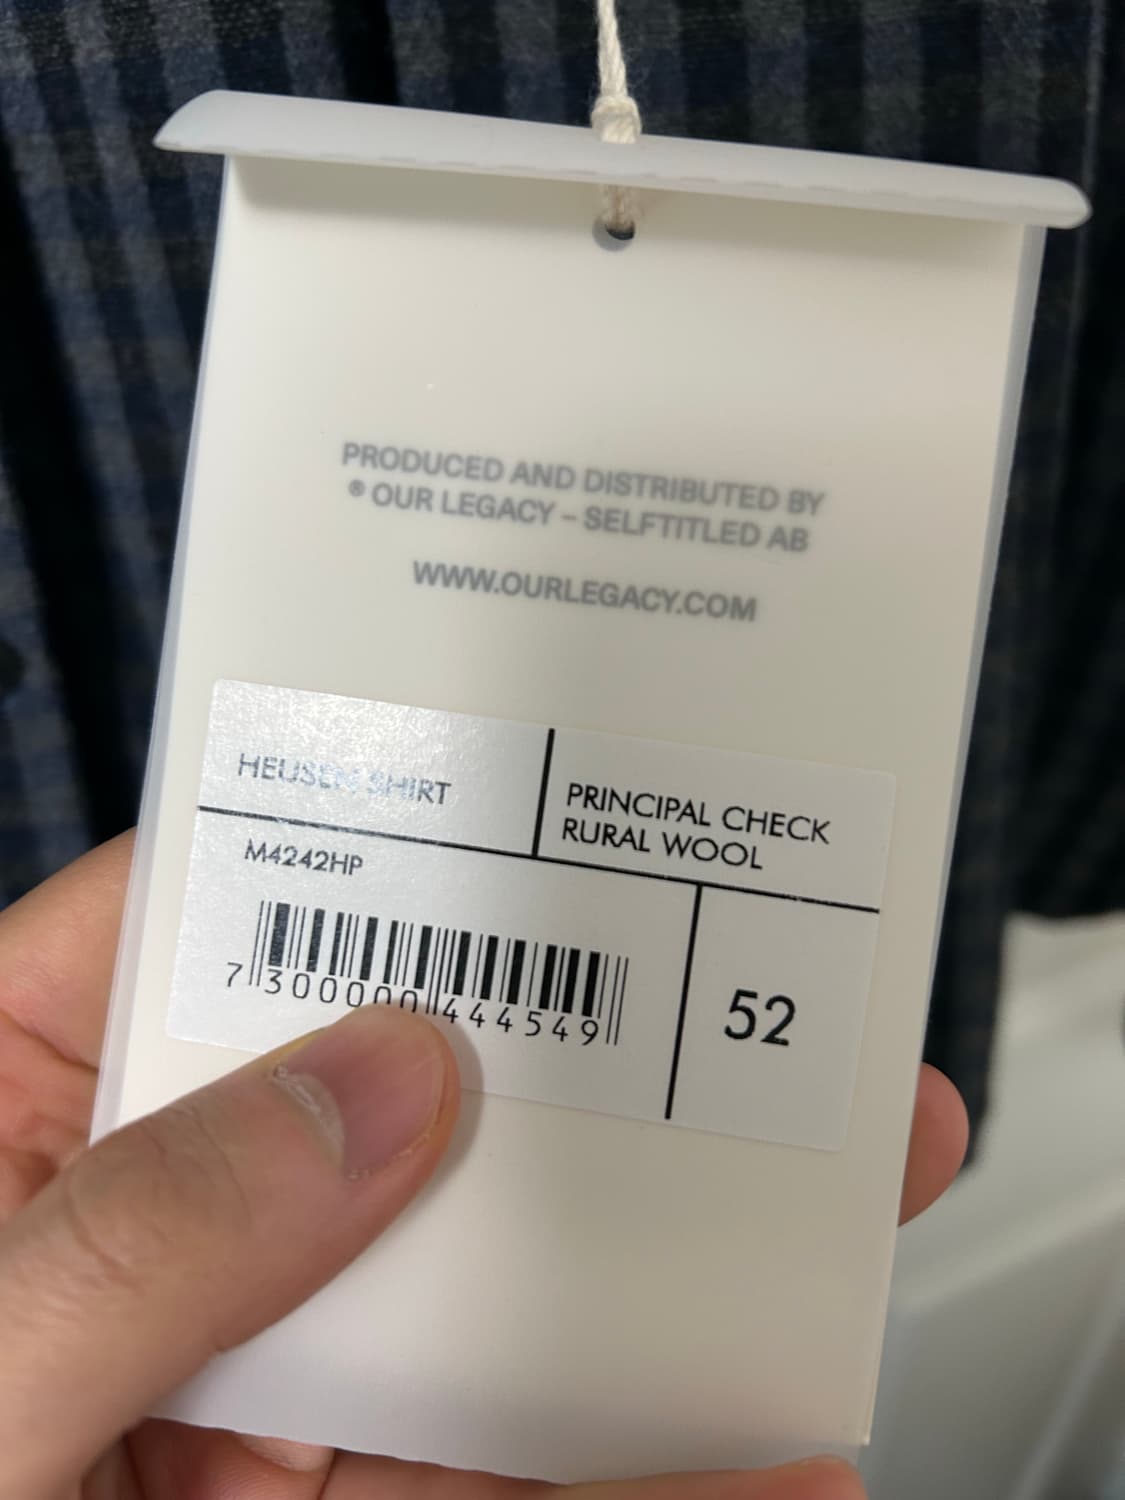 PRODUCED AND DISTRIBUTED BY
® OUR LEGACY – SELFTITLED AB
WWW.OURLEGACY.COM
HEUSEN SHIRT
PRINCIPAL CHECK
RURAL WOOL
M4242HP
7 300000 444549
52